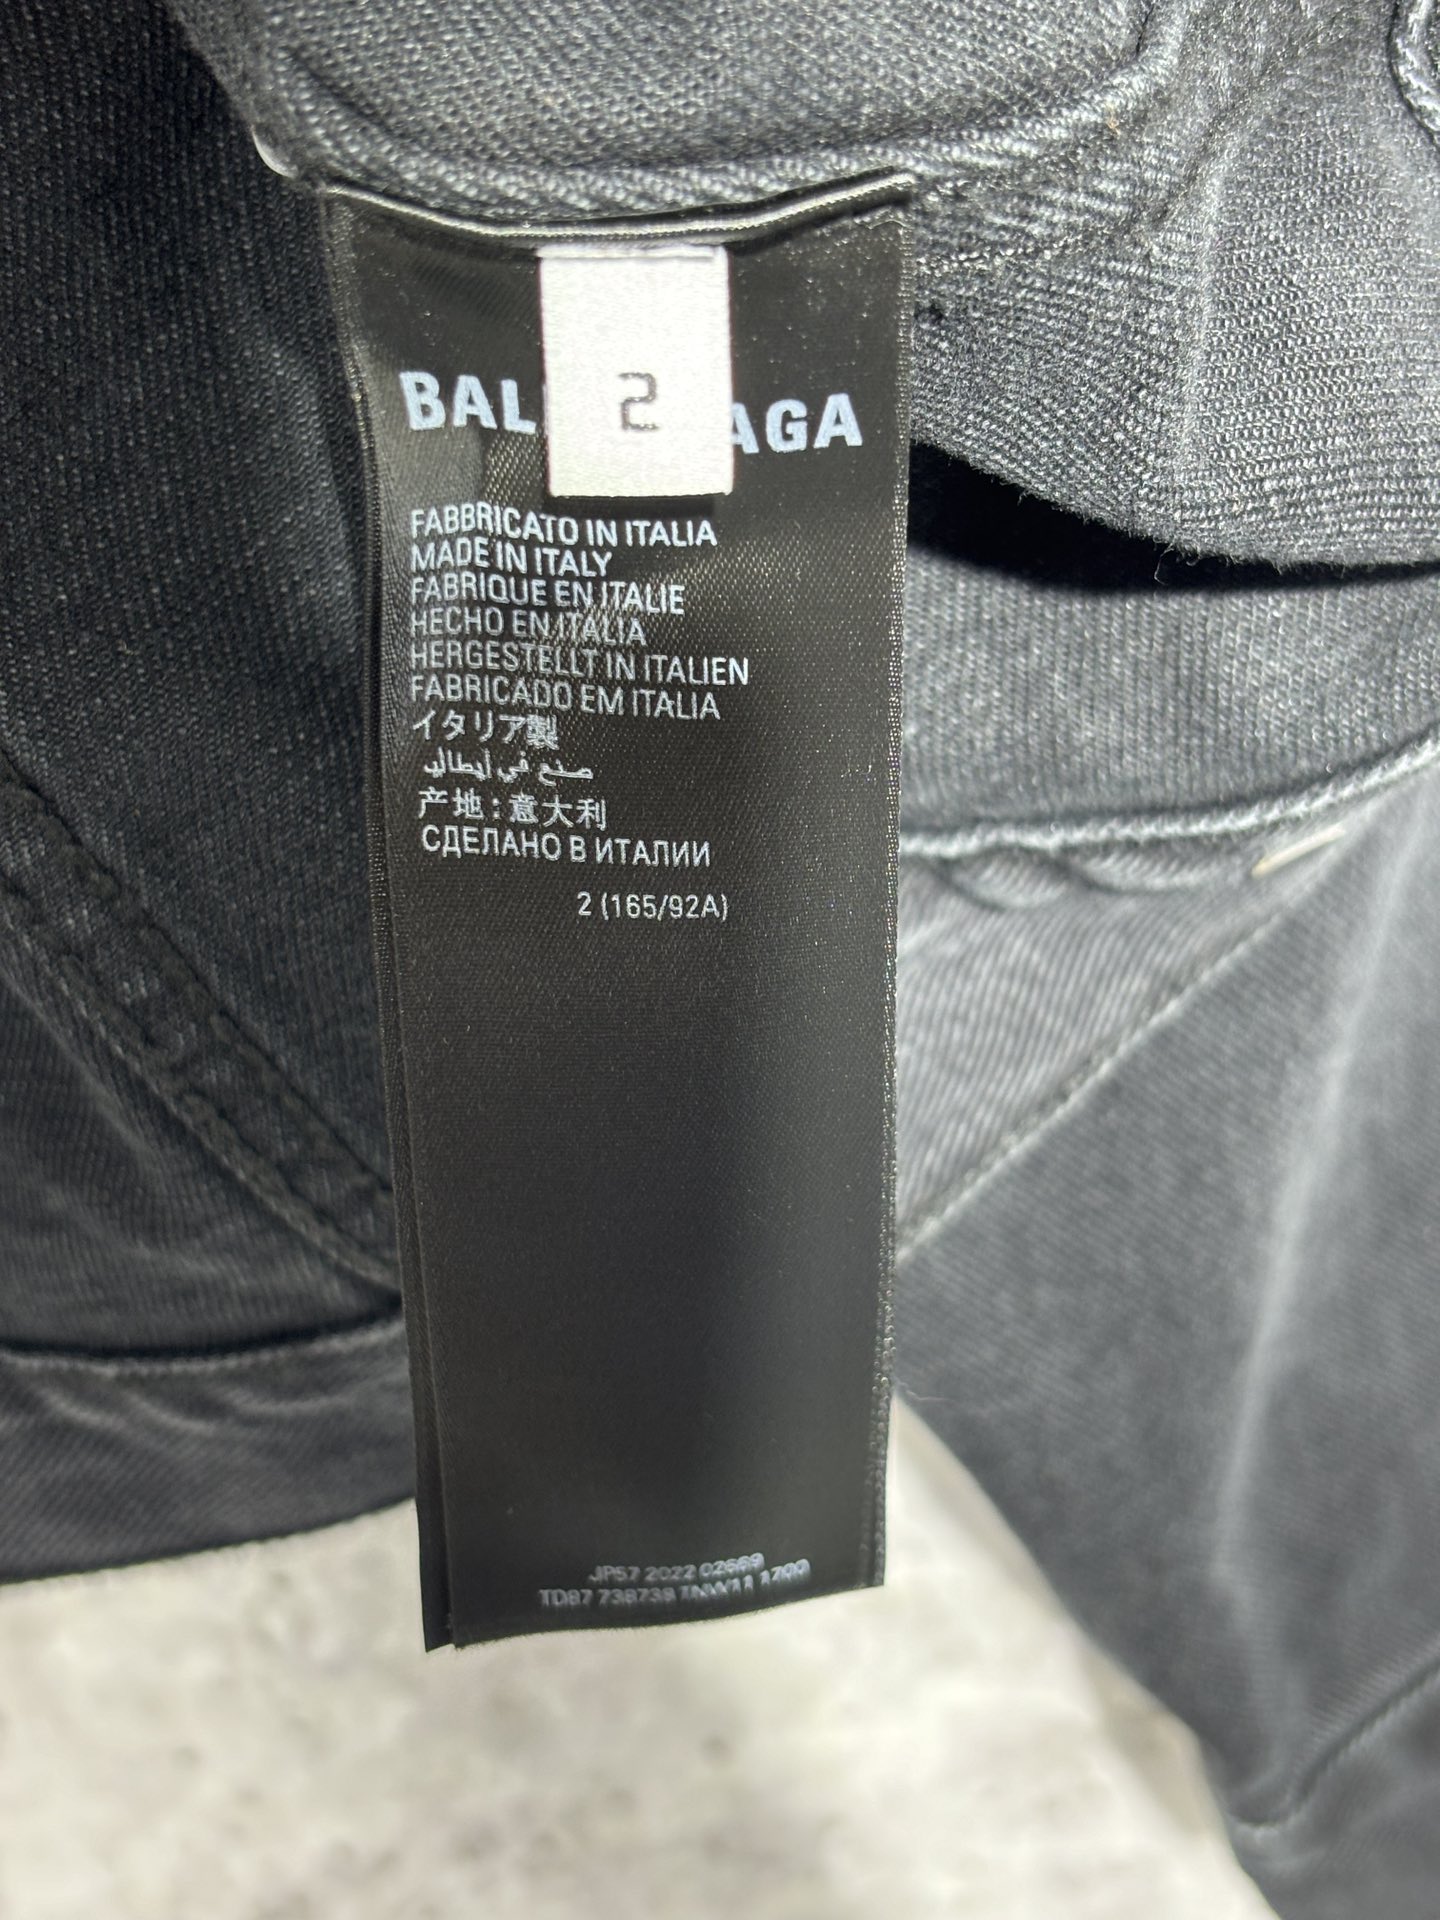 2
BAL AGA
FABBRICATO IN ITALIA
MADE IN ITALY
FABRIQUE EN ITALIE
HECHO EN ITALIA
HERGESTELLT IN ITALIEN
FABRICADO EM ITALIA
イタリア製
صنع في إيطاليا
产地：意大利
СДЕЛАНО В ИТАЛИИ
2 (165/92A)
JP57 2022 02669
TD87 738738